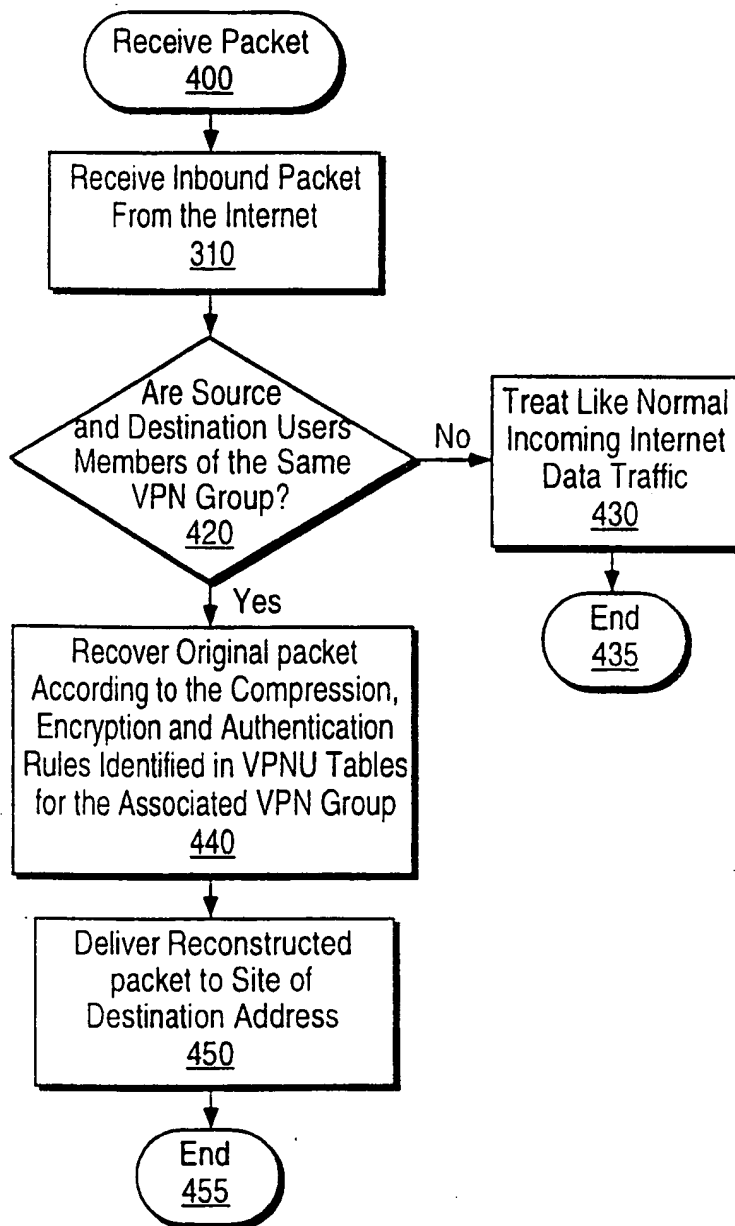 Receive Packet
400
Receive Inbound Packet
From the Internet
310
Are Source
and Destination Users
Members of the Same
VPN Group?
420
No
Treat Like Normal
Incoming Internet
Data Traffic
430
End
435
Yes
Recover Original packet
According to the Compression,
Encryption and Authentication
Rules Identified in VPNU Tables
for the Associated VPN Group
440
Deliver Reconstructed
packet to Site of
Destination Address
450
End
455